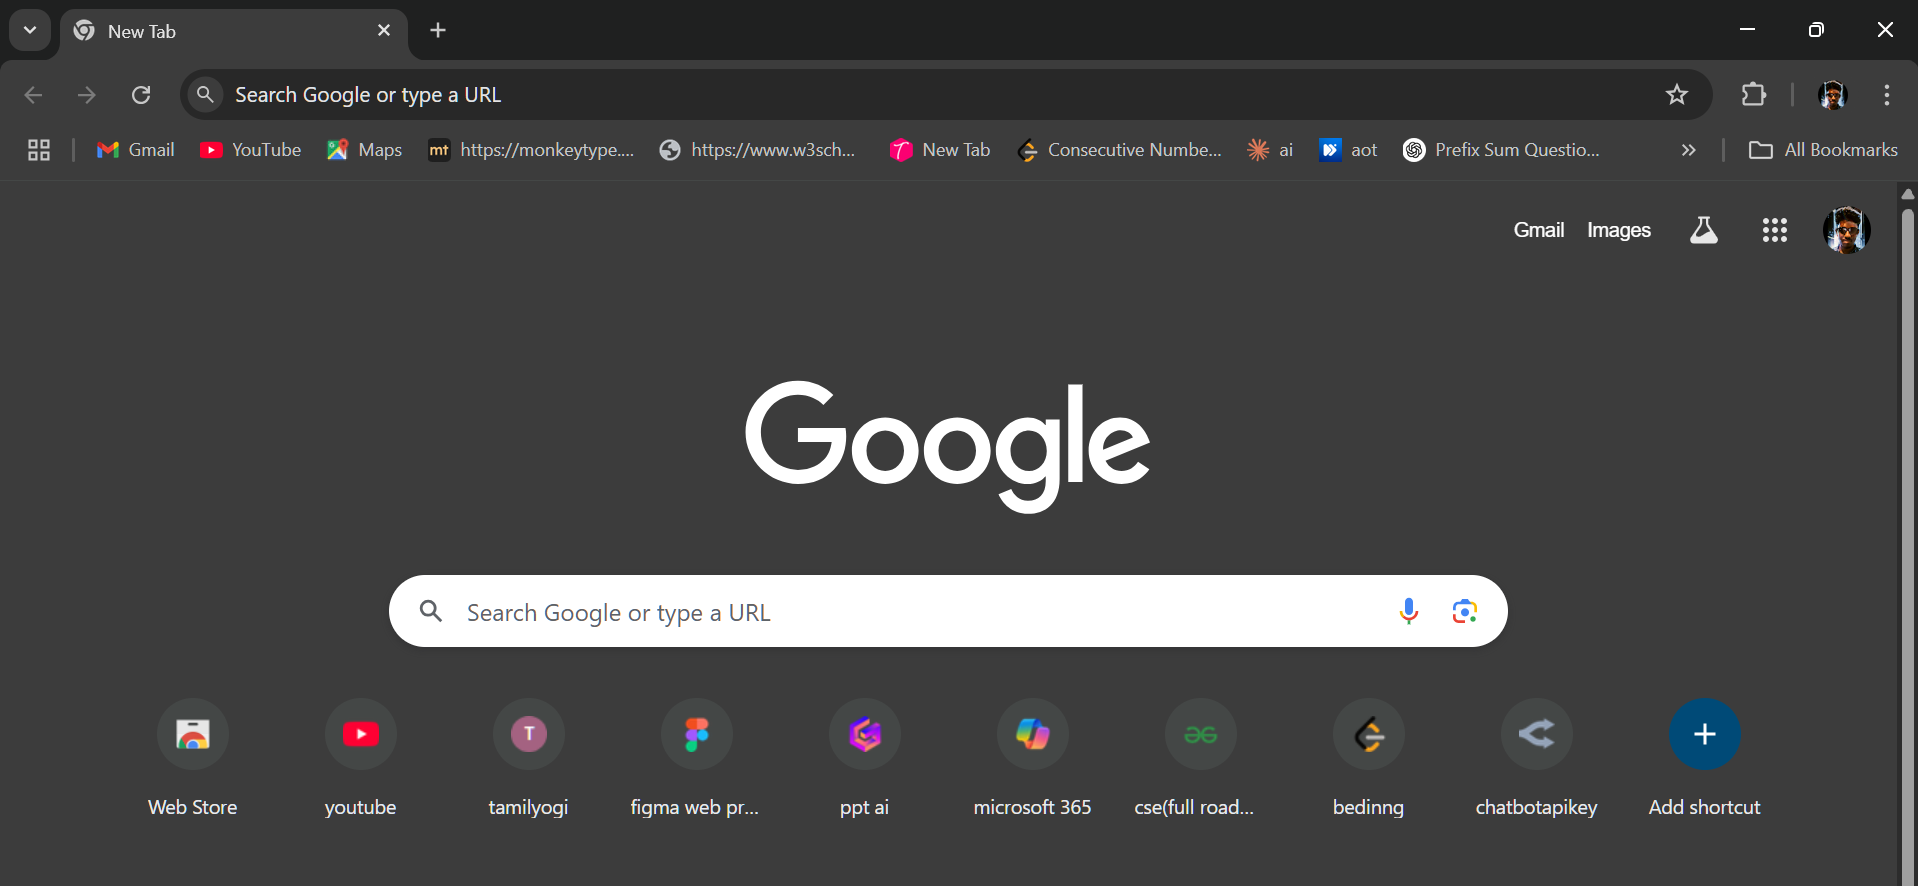 New Tab
Search Google or type a URL
Gmail YouTube Maps mt https://monkeytype.... https://www.w3sch... New Tab Consecutive Numbe... ai aot Prefix Sum Questio... All Bookmarks
Gmail Images
Google
Search Google or type a URL
T
Web Store youtube tamilyogi figma web pr... ppt ai microsoft 365 cse(full road... bedinng chatbotapikey Add shortcut